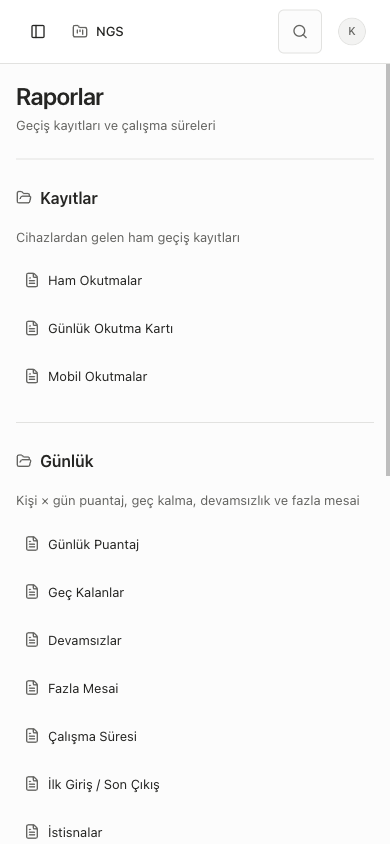 NGS
K
Raporlar
Geçiş kayıtları ve çalışma süreleri
Kayıtlar
Cihazlardan gelen ham geçiş kayıtları
Ham Okutmalar
Günlük Okutma Kartı
Mobil Okutmalar
Günlük
Kişi × gün puantaj, geç kalma, devamsızlık ve fazla mesai
Günlük Puantaj
Geç Kalanlar
Devamsızlar
Fazla Mesai
Çalışma Süresi
İlk Giriş / Son Çıkış
İstisnalar